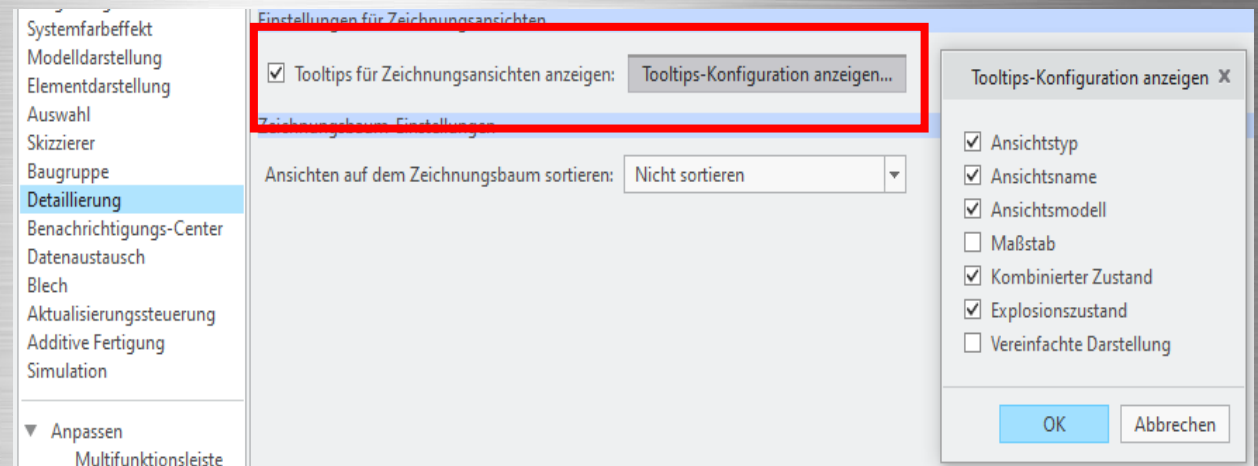 Systemfarbeffekt
Modelldarstellung
Elementdarstellung
Auswahl
Skizzierer
Baugruppe
Detaillierung
Benachrichtigungs-Center
Datenaustausch
Blech
Aktualisierungssteuerung
Additive Fertigung
Simulation
Anpassen
Multifunktionsleiste
Einstellungen für Zeichnungsansichten
Tooltips für Zeichnungsansichten anzeigen: Tooltips-Konfiguration anzeigen...
Zeichnungsbaum-Einstellungen
Ansichten auf dem Zeichnungsbaum sortieren: Nicht sortieren
Tooltips-Konfiguration anzeigen X
Ansichtstyp
Ansichtsname
Ansichtsmodell
Maßstab
Kombinierter Zustand
Explosionszustand
Vereinfachte Darstellung
OK Abbrechen